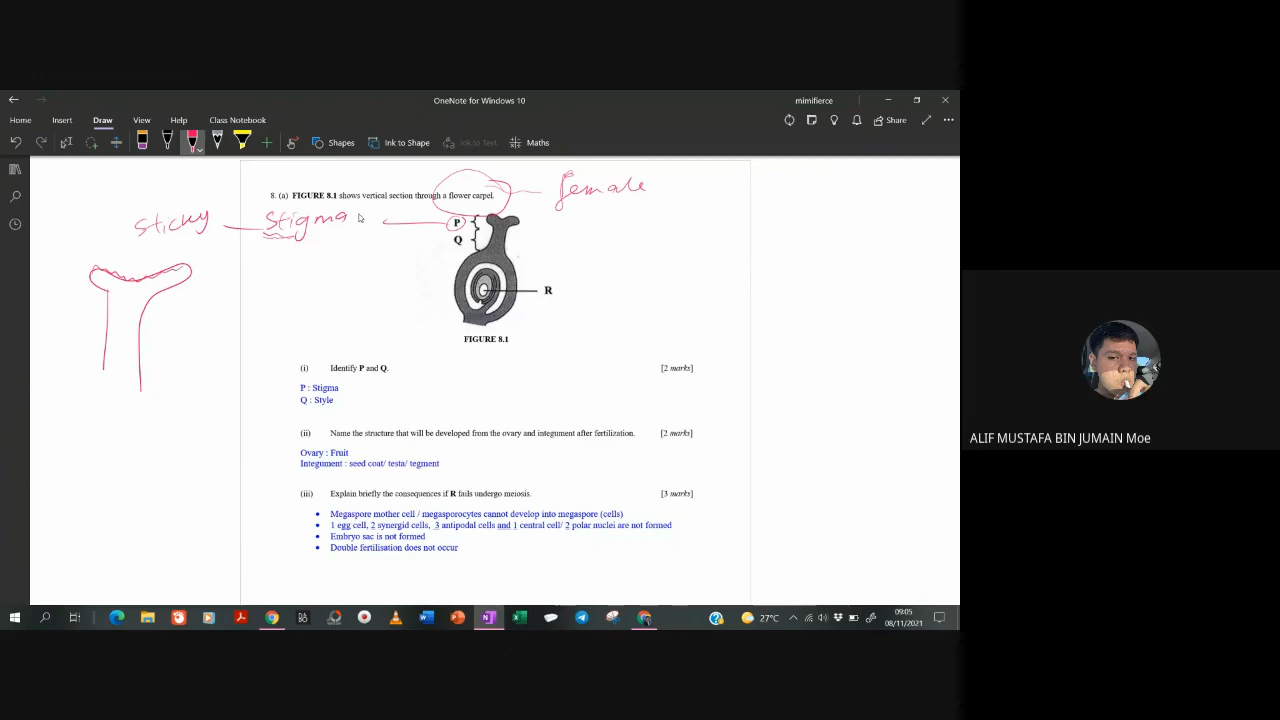 OneNote for Windows 10
mimifierce
Home Insert Draw View Help Class Notebook
Share
Shapes Ink to Shape Ink to Text Maths
8. (a) FIGURE 8.1 shows vertical section through a flower carpel.
female
sticky stigma
P
Q
R
FIGURE 8.1
(i) Identify P and Q. [2 marks]
P : Stigma
Q : Style
(ii) Name the structure that will be developed from the ovary and integument after fertilization. [2 marks]
Ovary : Fruit
Integument : seed coat/ testa/ tegment
(iii) Explain briefly the consequences if R fails undergo meiosis. [3 marks]
• Megaspore mother cell / megasporocytes cannot develop into megaspore (cells)
• 1 egg cell, 2 synergid cells, 3 antipodal cells and 1 central cell/ 2 polar nuclei are not formed
• Embryo sac is not formed
• Double fertilisation does not occur
ALIF MUSTAFA BIN JUMAIN Moe
27°C
09:05
08/11/2021